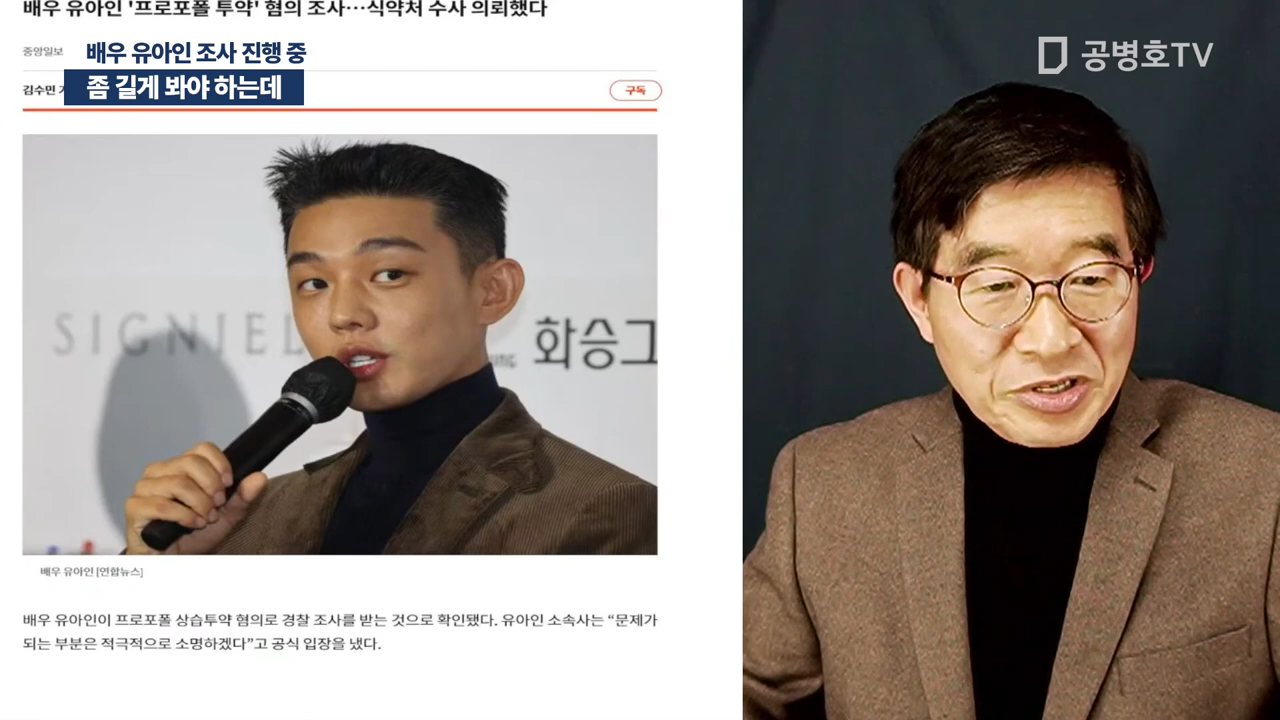 배우 유아인 '프로포폴 투약' 혐의 조사…식약처 수사 의뢰했다
중앙일보
배우 유아인 조사 진행 중
좀 길게 봐야 하는데
김수민
구독
공병호TV
SIGNIEL
화승그
배우 유아인 [연합뉴스]
배우 유아인이 프로포폴 상습투약 혐의로 경찰 조사를 받는 것으로 확인됐다. 유아인 소속사는 “문제가
되는 부분은 적극적으로 소명하겠다”고 공식 입장을 냈다.